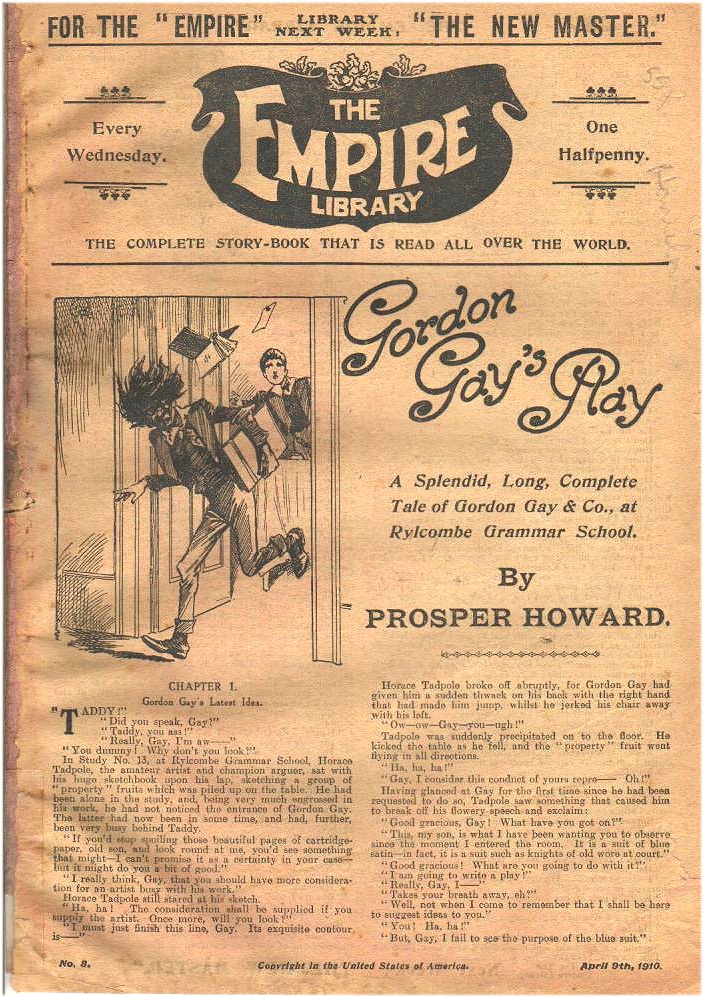 FOR THE "EMPIRE" LIBRARY NEXT WEEK, "THE NEW MASTER."
THE
EMPIRE
LIBRARY
Every
Wednesday.
One
Halfpenny.
THE COMPLETE STORY-BOOK THAT IS READ ALL OVER THE WORLD.
Gordon
Gay's Play
A Splendid, Long, Complete
Tale of Gordon Gay & Co., at
Rylcombe Grammar School.
By
PROSPER HOWARD.
CHAPTER 1.
Gordon Gay's Latest Idea.
"TADDY!"
"Did you speak, Gay?"
"Taddy, you ass!"
"Really, Gay, I'm aw——"
"You dummy! Why don't you look?"
In Study No. 13, at Rylcombe Grammar School, Horace
Tadpole, the amateur artist and champion arguer, sat with
his huge sketchbook upon his lap, sketching a group of
"property" fruits which was piled up on the table. He had
been alone in the study, and, being very much engrossed in
his work, he had not noticed the entrance of Gordon Gay.
The latter had now been in some time, and had, further,
been very busy behind Taddy.
"If you'd stop spoiling those beautiful pages of cartridge-
paper, old son, and look round at me, you'd see something
that might—I can't promise it as a certainty in your case—
but it might do you a bit of good."
"I really think, Gay, that you should have more considera-
tion for an artist busy with his work."
Horace Tadpole still stared at his sketch.
"Ha, ha! The consideration shall be supplied if you
supply the artist. Once more, will you look?"
"I must just finish this line, Gay. Its exquisite contour
is——"
Horace Tadpole broke off abruptly, for Gordon Gay had
given him a sudden thwack on his back with the right hand
that had made him jump, whilst he jerked his chair away
with his left.
"Ow—ow—Gay—you—ugh!"
Tadpole was suddenly precipitated on to the floor. He
kicked the table as he fell, and the "property" fruit went
flying in all directions.
"Ha, ha, ha!"
"Gay, I consider this conduct of yours repre—— Oh!"
Having glanced at Gay for the first time since he had been
requested to do so, Tadpole saw something that caused him
to break off his flowery speech and exclaim:
"Good gracious, Gay! What have you got on?"
"This, my son, is what I have been wanting you to observe
since the moment I entered the room. It is a suit of blue
satin—in fact, it is a suit such as knights of old wore at court."
"Good gracious! What are you going to do with it?"
"I am going to write a play!"
"Really, Gay, I——"
"Takes your breath away, eh?"
"Well, not when I come to remember that I shall be here
to suggest ideas to you."
"You! Ha, ha!"
"But, Gay, I fail to see the purpose of the blue suit."
No. 8.
Copyright in the United States of America.
April 9th, 1910.